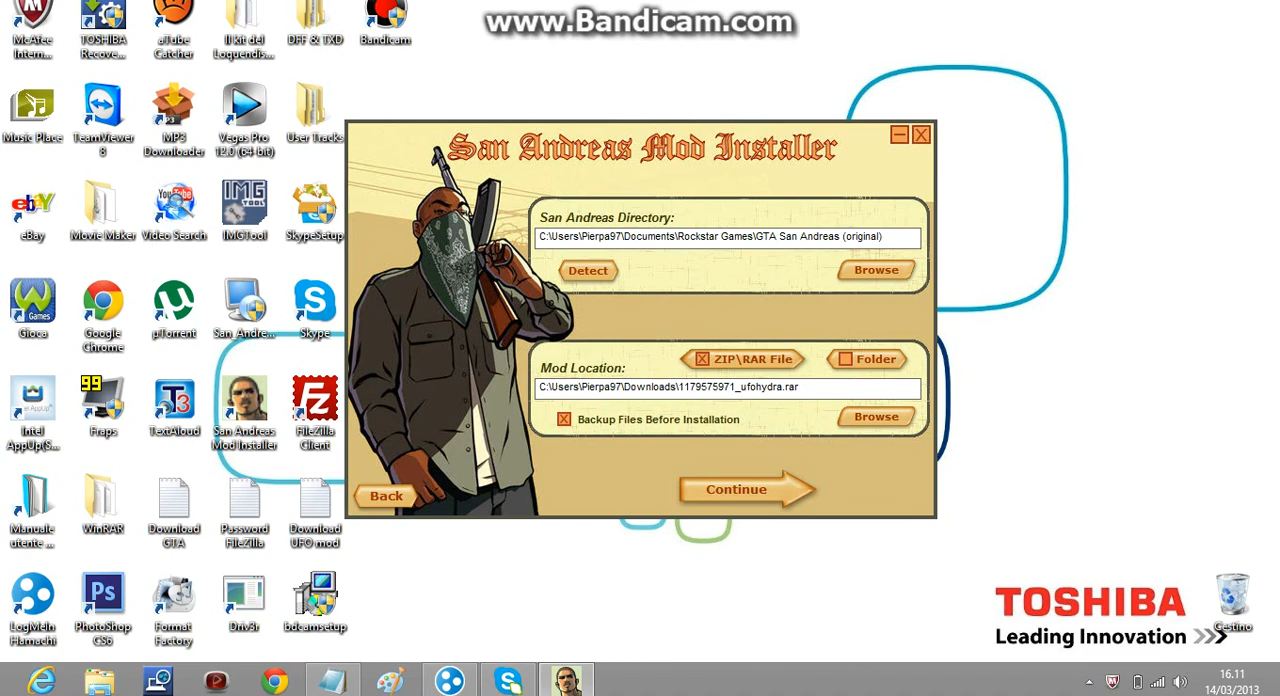 www.Bandicam.com
McAfee Intern...
TOSHIBA Recove...
aTube Catcher
Il kit del Loquendis...
DFF & TXD
Bandicam
Music Place
TeamViewer 8
MP3 Downloader
Vegas Pro 12.0 (64-bit)
User Tracks
eBay
Movie Maker
Video Search
IMGTool
SkypeSetup
Gioca
Google Chrome
µTorrent
San Andre...
Skype
Intel AppUp(S...
Fraps
TextAloud
San Andreas Mod Installer
FileZilla Client
Manuale utente ...
WinRAR
Download GTA
Password FileZilla
Download UFO mod
LogMeIn Hamachi
PhotoShop CS6
Format Factory
Driv3r
bdcamsetup
San Andreas Mod Installer
San Andreas Directory:
C:\Users\Pierpa97\Documents\Rockstar Games\GTA San Andreas (original)
Detect
Browse
Mod Location:
ZIP\RAR File
Folder
C:\Users\Pierpa97\Downloads\1179575971_ufohydra.rar
Backup Files Before Installation
Browse
Back
Continue
TOSHIBA
Leading Innovation
Cestino
16.11
14/03/2013